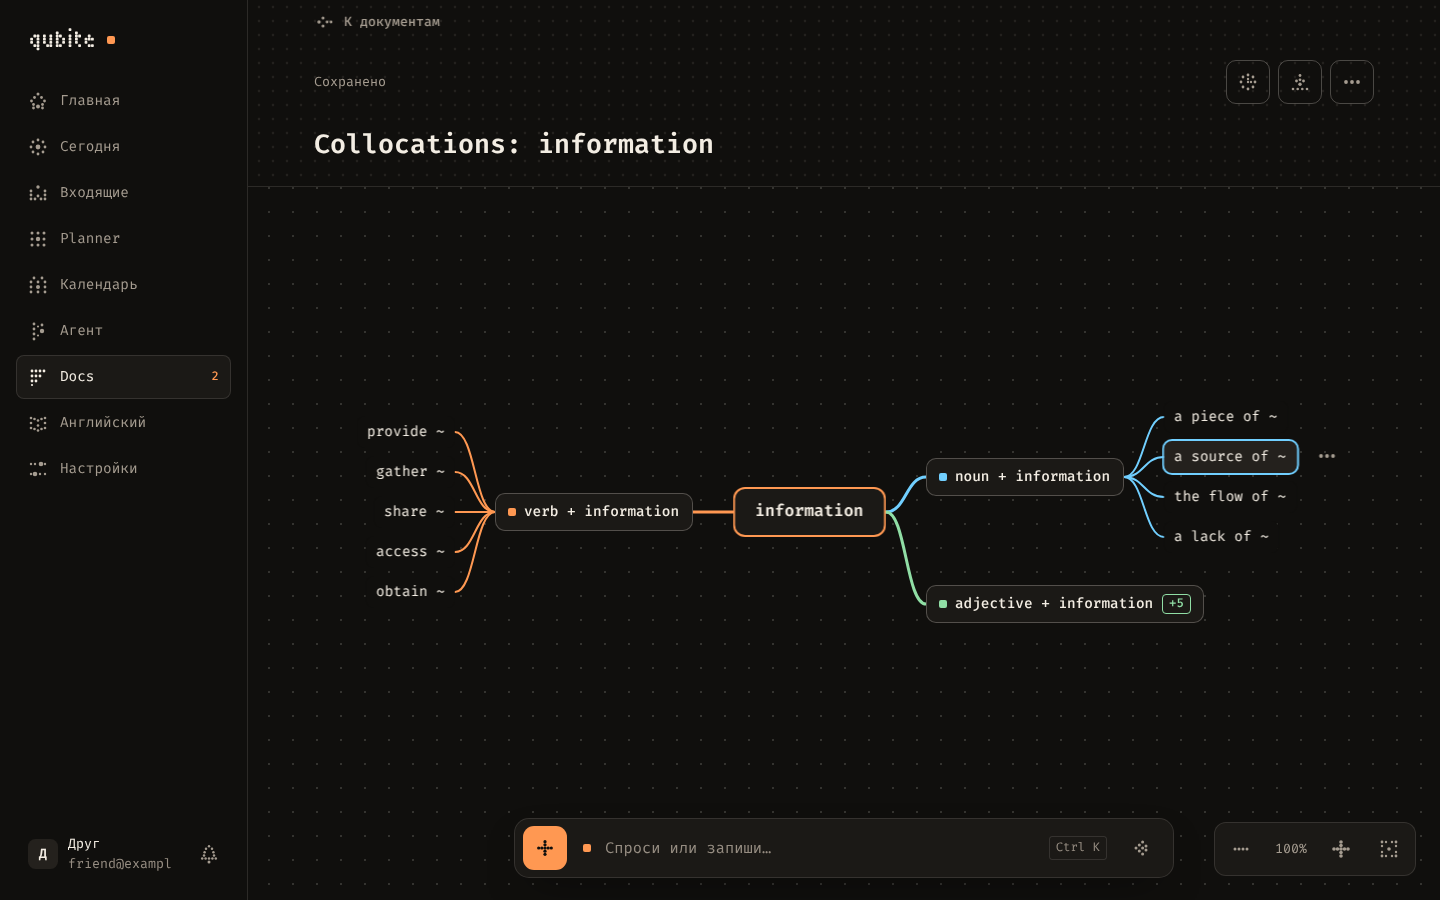 qubite
Главная
Сегодня
Входящие
Planner
Календарь
Агент
Docs 2
Английский
Настройки
Д
Друг
friend@exampl
К документам
Сохранено
Collocations: information
provide ~
gather ~
share ~
access ~
obtain ~
verb + information
information
noun + information
a piece of ~
a source of ~
the flow of ~
a lack of ~
adjective + information +5
Спроси или запиши…
Ctrl K
100%